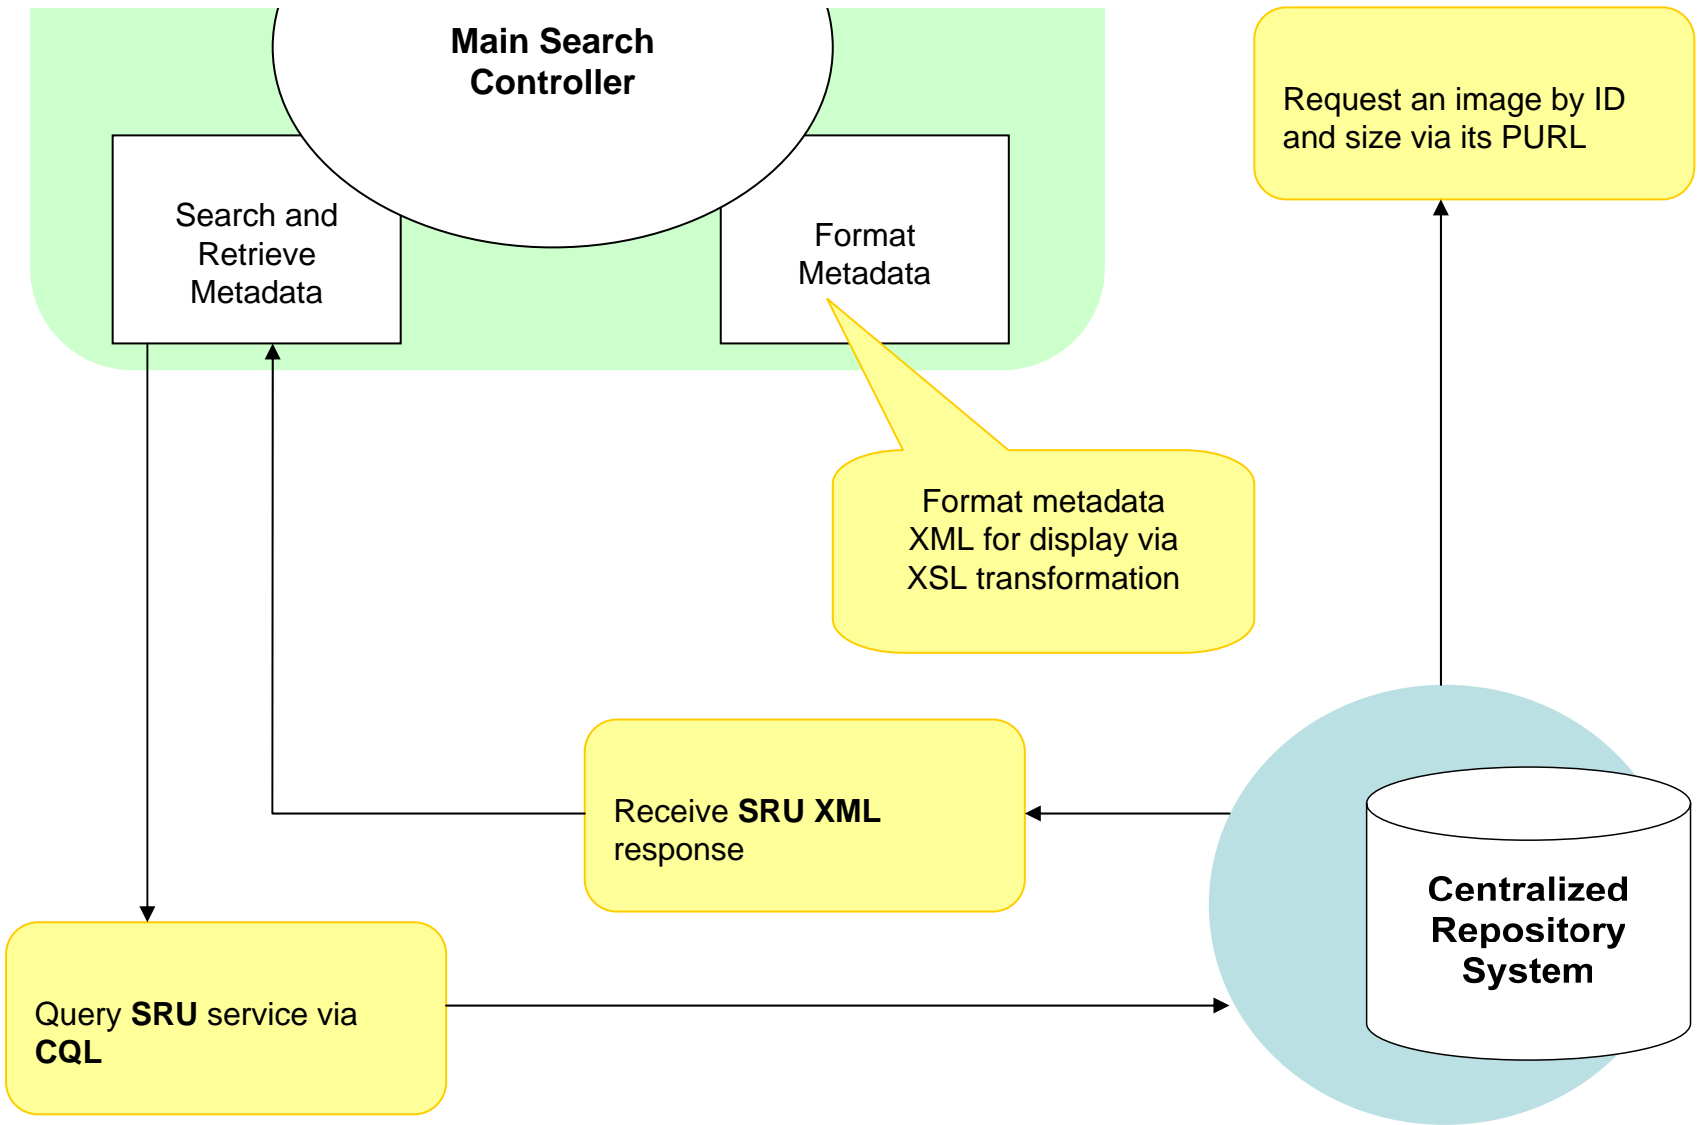 Main Search
Controller
Request an image by ID
and size via its PURL
Search and
Retrieve
Metadata
Format
Metadata
Format metadata
XML for display via
XSL transformation
Receive SRU XML
response
Centralized
Repository
System
Query SRU service via
CQL